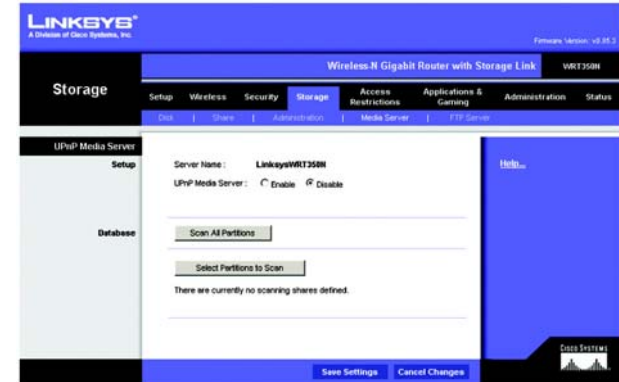 LINKSYS®
A Division of Cisco Systems, Inc.
Firmware Version: v0.95.3
Wireless-N Gigabit Router with Storage Link WRT350N
Storage
Setup Wireless Security Storage Access Restrictions Applications & Gaming Administration Status
Disk | Share | Administration | Media Server | FTP Server
UPnP Media Server
Setup
Server Name: LinksysWRT350N
Help...
UPnP Media Server: Enable Disable
Database
Scan All Partitions
Select Partitions to Scan
There are currently no scanning shares defined.
CISCO SYSTEMS
Save Settings Cancel Changes